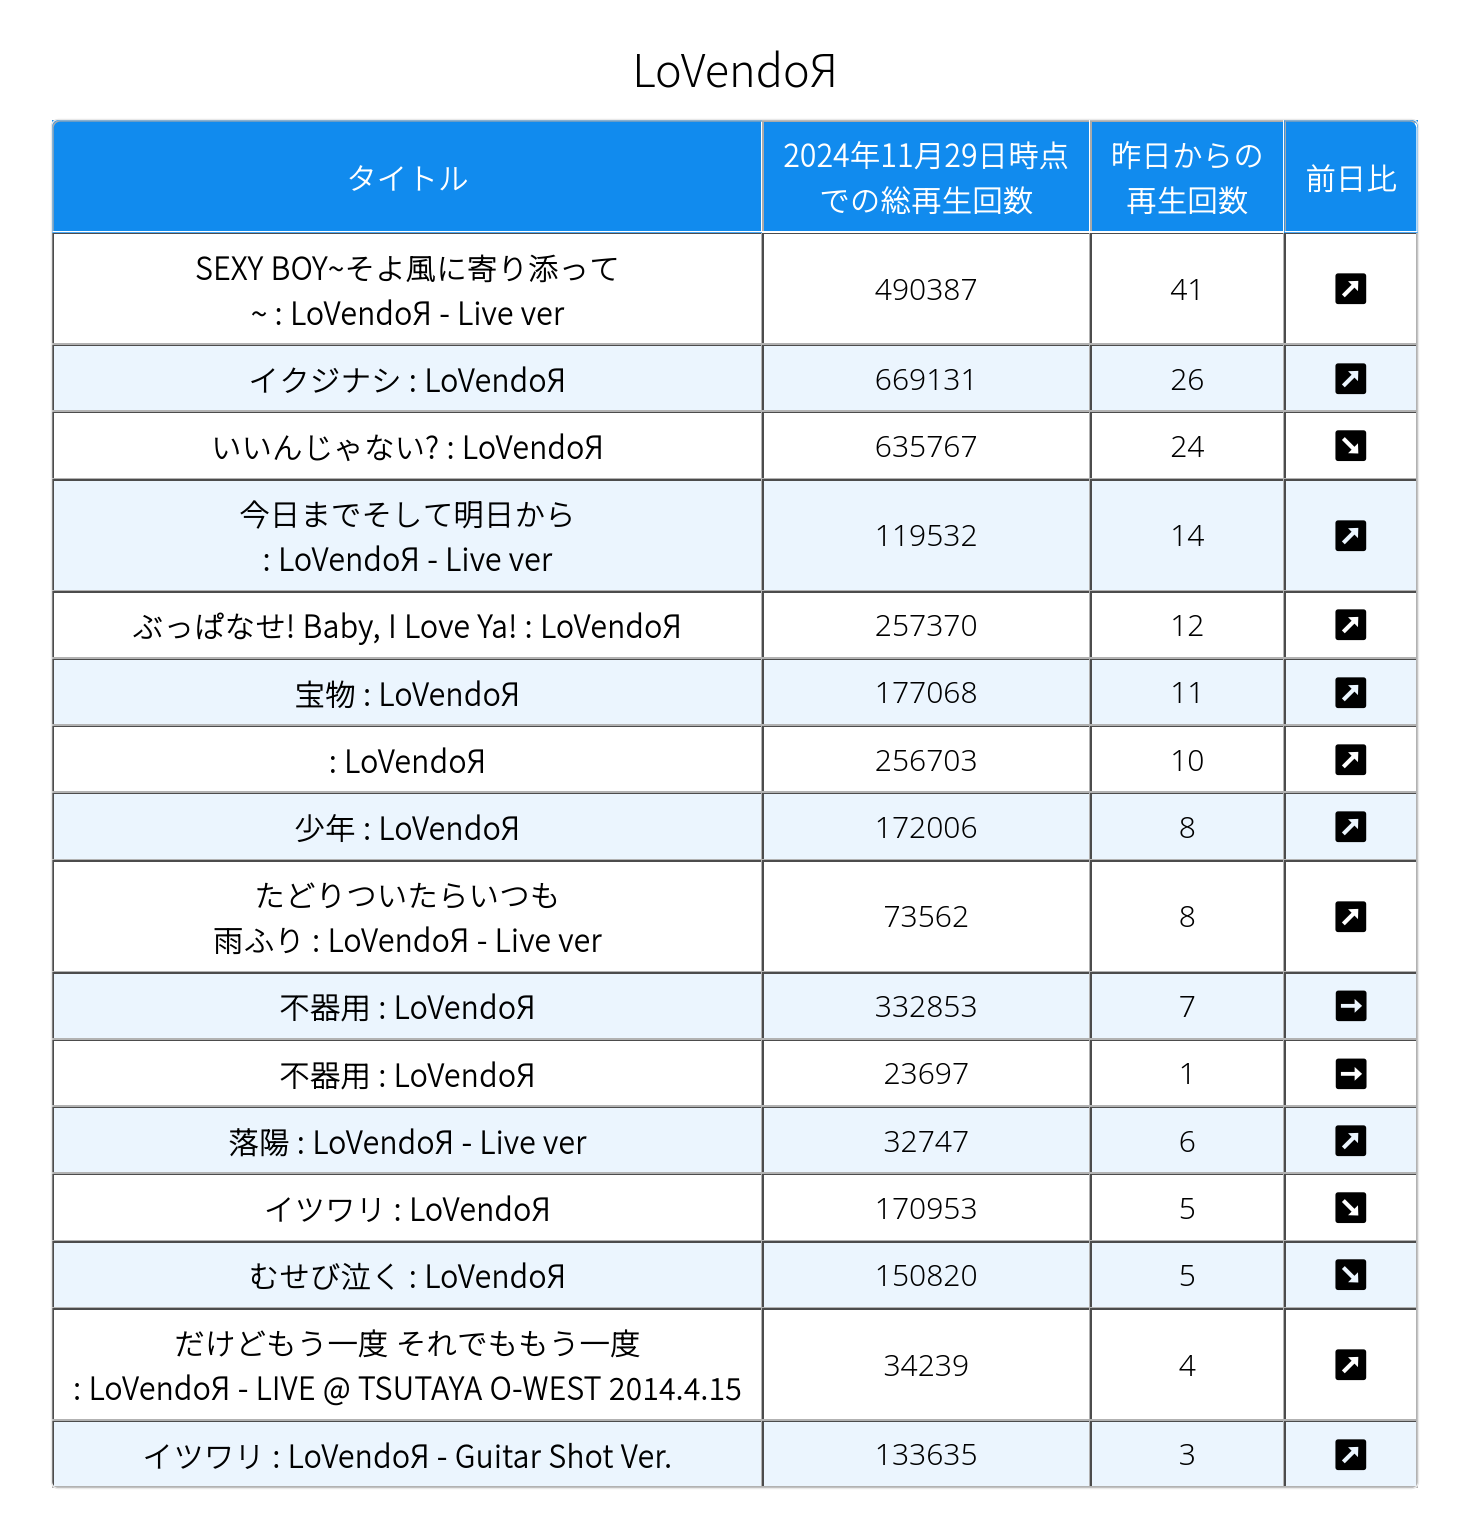 LoVendoЯ
タイトル
2024年11月29日時点
での総再生回数
昨日からの
再生回数
前日比
SEXY BOY~そよ風に寄り添って
~ : LoVendoЯ - Live ver
490387
41
イクジナシ : LoVendoЯ
669131
26
いいんじゃない? : LoVendoЯ
635767
24
今日までそして明日から
: LoVendoЯ - Live ver
119532
14
ぶっぱなせ! Baby, I Love Ya! : LoVendoЯ
257370
12
宝物 : LoVendoЯ
177068
11
: LoVendoЯ
256703
10
少年 : LoVendoЯ
172006
8
たどりついたらいつも
雨ふり : LoVendoЯ - Live ver
73562
8
不器用 : LoVendoЯ
332853
7
不器用 : LoVendoЯ
23697
1
落陽 : LoVendoЯ - Live ver
32747
6
イツワリ : LoVendoЯ
170953
5
むせび泣く : LoVendoЯ
150820
5
だけどもう一度 それでももう一度
: LoVendoЯ - LIVE @ TSUTAYA O-WEST 2014.4.15
34239
4
イツワリ : LoVendoЯ - Guitar Shot Ver.
133635
3